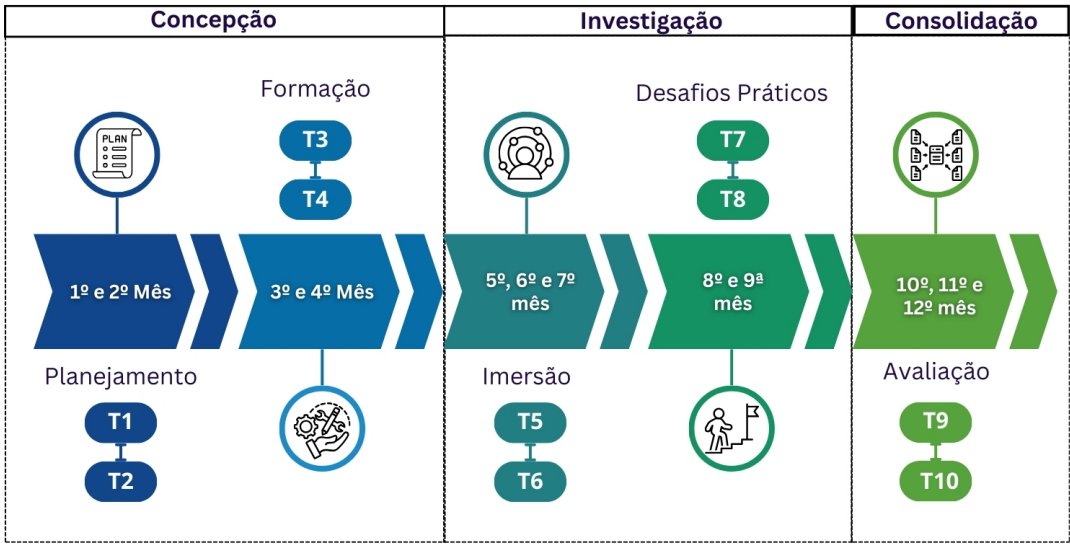 Concepção
Investigação
Consolidação
Formação
T3
T4
Desafios Práticos
T7
T8
PLAN
1º e 2º Mês
3º e 4º Mês
5º, 6º e 7º
mês
8º e 9ª
mês
10º, 11º e
12º mês
Planejamento
T1
T2
Imersão
T5
T6
Avaliação
T9
T10